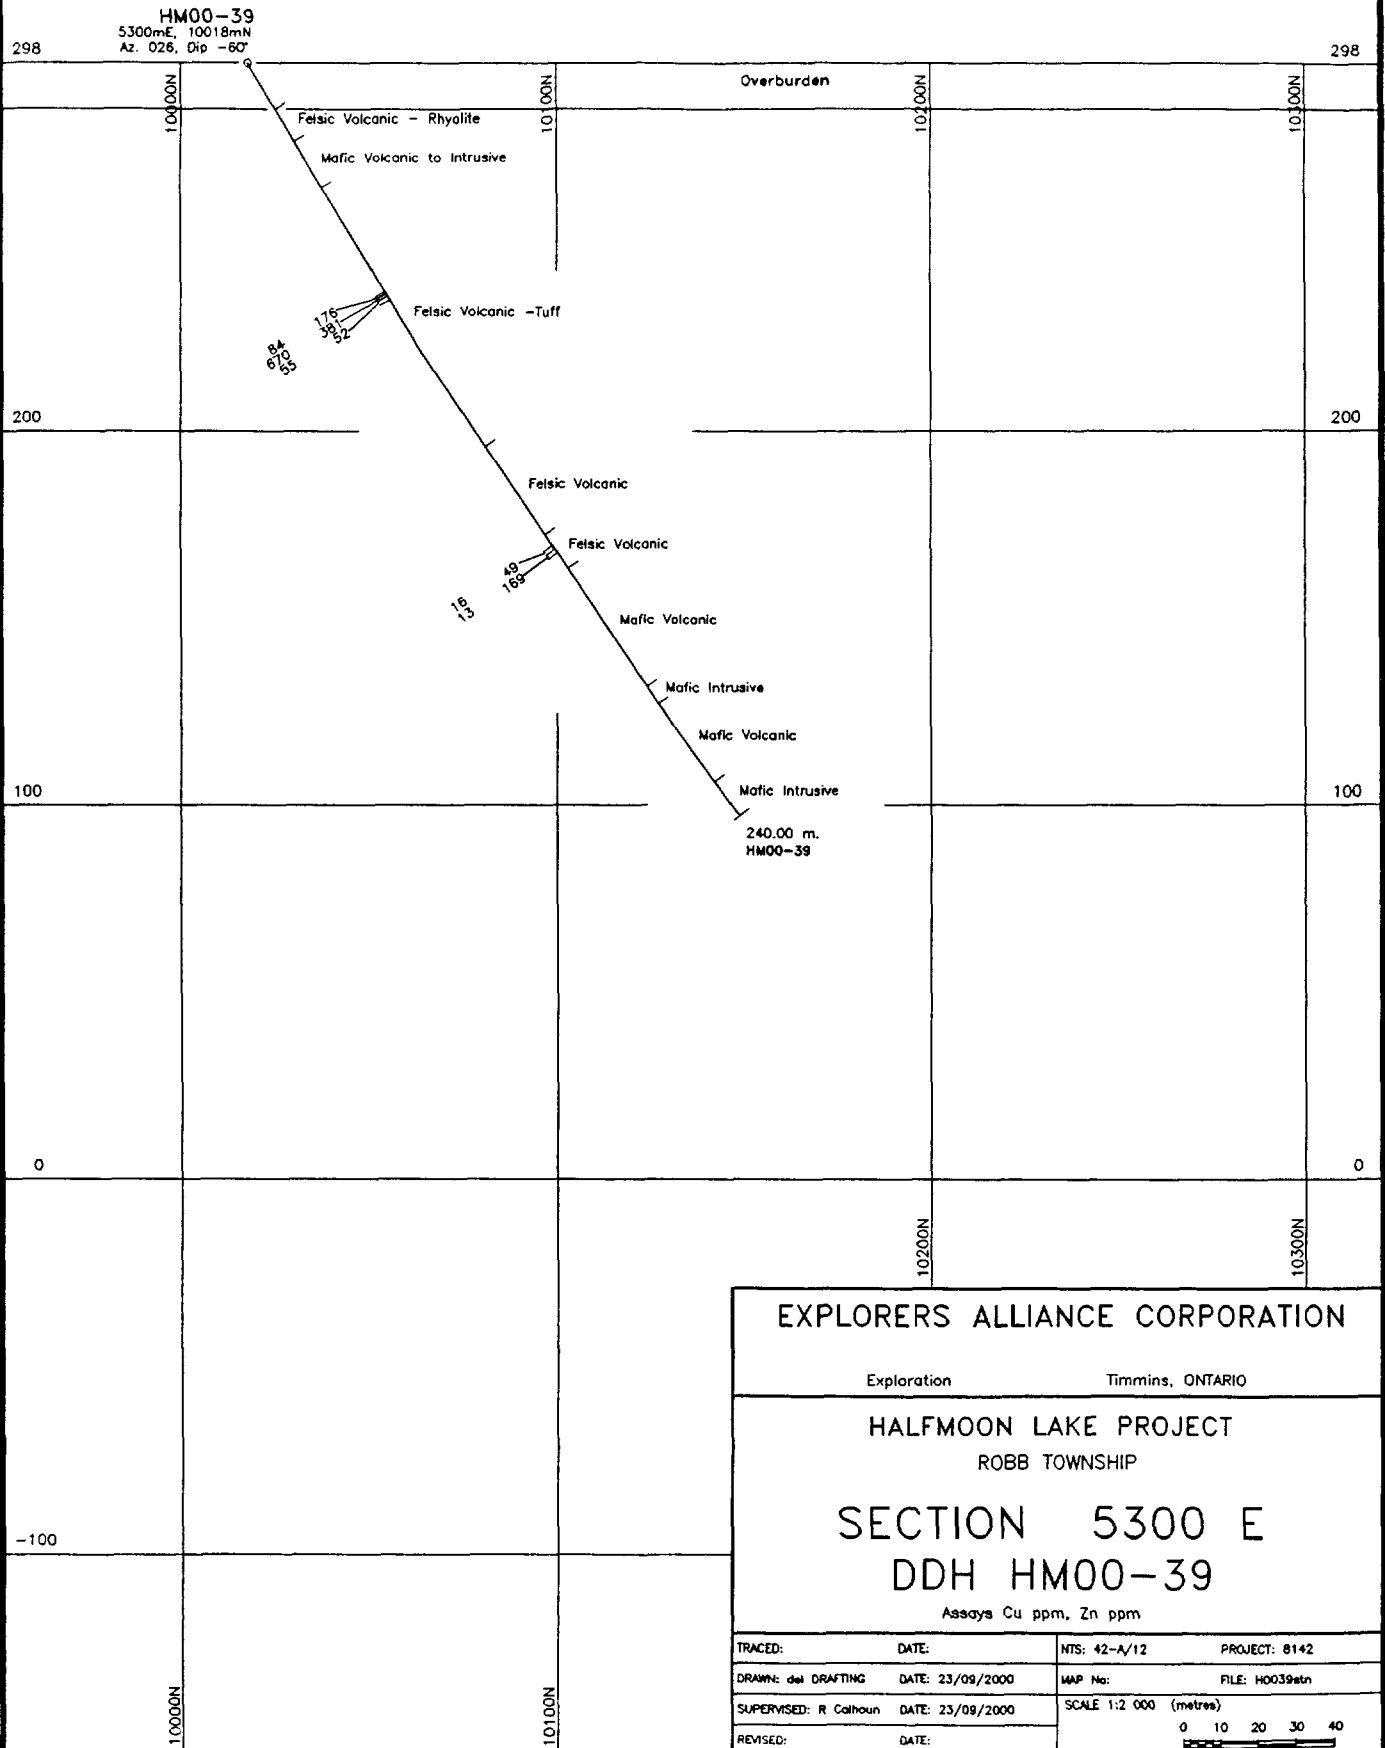 HM00-39
5300mE, 10018mN
Az. 026, Dip -60°
298
298
10000N
10100N
10200N
10300N
Overburden
Felsic Volcanic - Rhyolite
Mafic Volcanic to Intrusive
Felsic Volcanic -Tuff
176
381
52
84
670
55
200
200
Felsic Volcanic
Felsic Volcanic
49
169
16
13
Mafic Volcanic
Mafic Intrusive
Mafic Volcanic
100
100
Mafic Intrusive
240.00 m.
HM00-39
0
0
10200N
10300N
EXPLORERS ALLIANCE CORPORATION
Exploration Timmins, ONTARIO
HALFMOON LAKE PROJECT
ROBB TOWNSHIP
SECTION 5300 E
DDH HM00-39
Assays Cu ppm, Zn ppm
-100
10000N
10100N
TRACED: DATE: NTS: 42-A/12 PROJECT: 8142
DRAWN: del DRAFTING DATE: 23/09/2000 MAP No: FILE: H0039stn
SUPERVISED: R Calhoun DATE: 23/09/2000 SCALE 1:2 000 (metres)
REVISED: DATE: 0 10 20 30 40